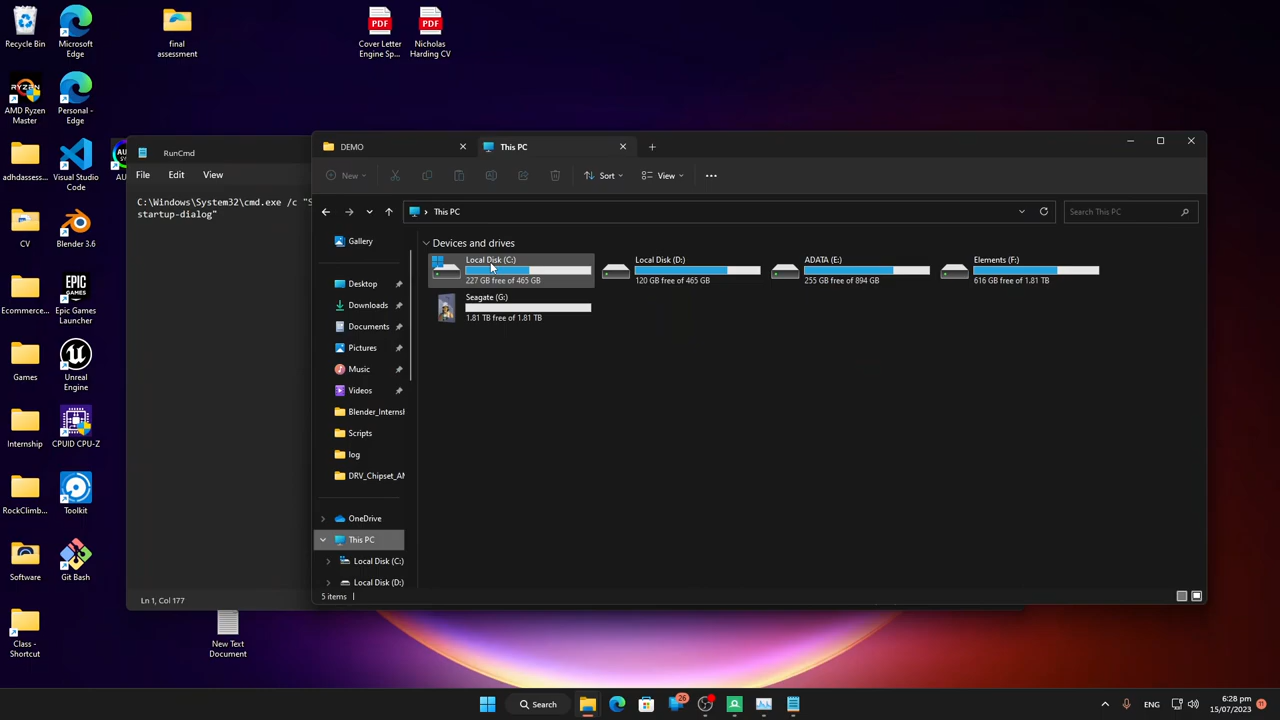 Recycle Bin
Microsoft
Edge
final
assessment
Cover Letter
Engine Sp...
Nicholas
Harding CV
AMD Ryzen
Master
Personal -
Edge
adhdassess...
Visual Studio
Code
AU
CV
Blender 3.6
Ecommerce...
Epic Games
Launcher
Games
Unreal
Engine
Internship
CPUID CPU-Z
RockClimb...
Toolkit
Software
Git Bash
Class -
Shortcut
New Text
Document
RunCmd
File Edit View
C:\Windows\System32\cmd.exe /c "S
startup-dialog"
Ln 1, Col 177
DEMO
This PC
New
Sort
View
This PC
Search This PC
Gallery
Desktop
Downloads
Documents
Pictures
Music
Videos
Blender_Internsh
Scripts
log
DRV_Chipset_AM
OneDrive
This PC
Local Disk (C:)
Local Disk (D:)
Devices and drives
Local Disk (C:)
227 GB free of 465 GB
Local Disk (D:)
120 GB free of 465 GB
ADATA (E:)
255 GB free of 894 GB
Elements (F:)
616 GB free of 1.81 TB
Seagate (G:)
1.81 TB free of 1.81 TB
5 items
Search
26
ENG
6:28 pm
15/07/2023